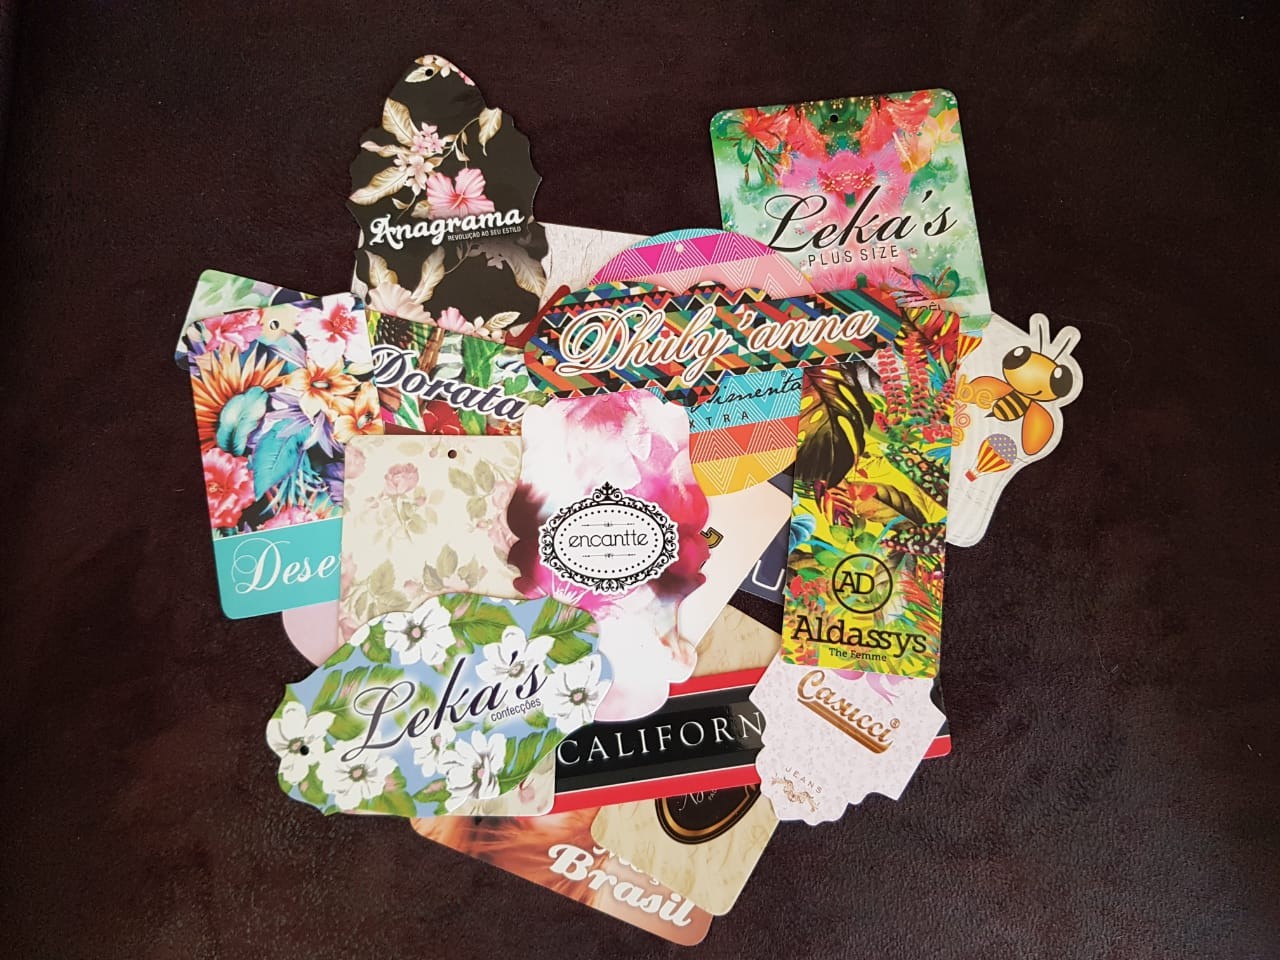 Anagrama
REVOLUÇÃO AO SEU ESTILO
Leka's
PLUS SIZE
Dhuly'anna
Dorata
XTRA
encantte
Dese
AD
Aldassys
The Femme
Leka's
confecções
CALIFORN
Casucci®
JEANS
Brasil